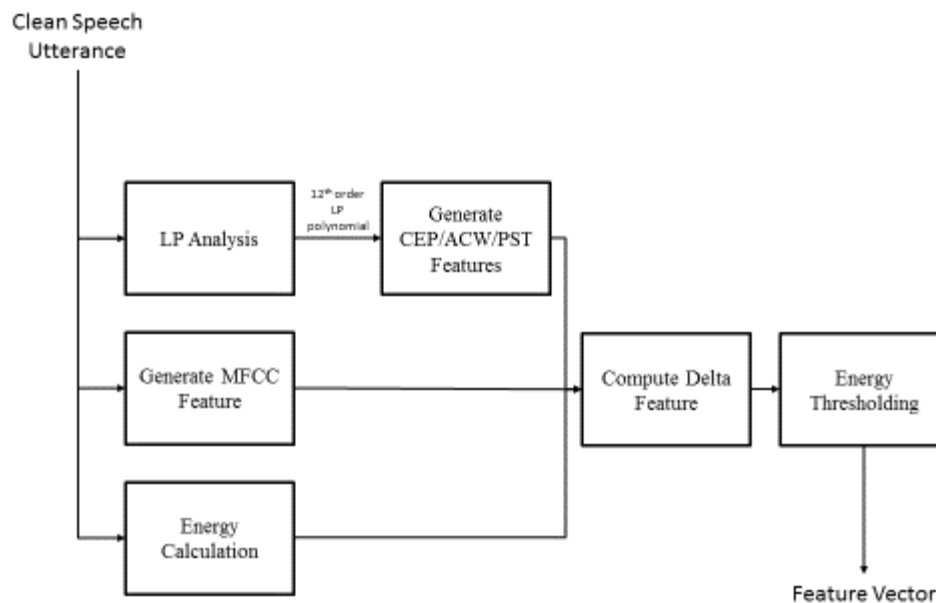 Clean Speech
Utterance
LP Analysis
12th order
LP
polynomial
Generate
CEP/ACW/PST
Features
Generate MFCC
Feature
Compute Delta
Feature
Energy
Thresholding
Energy
Calculation
Feature Vector